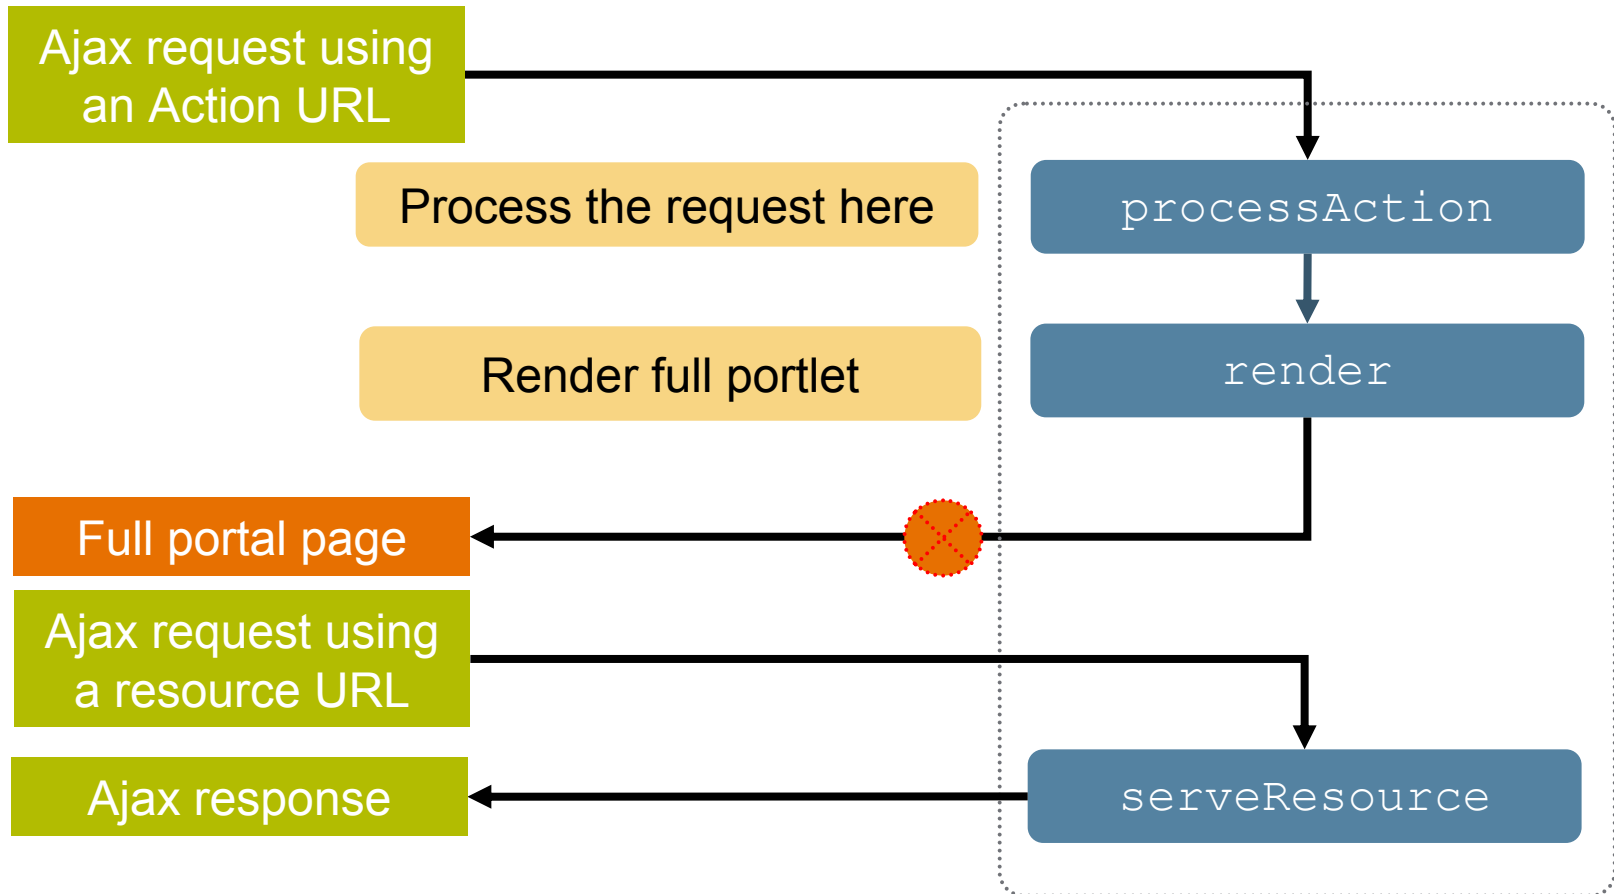 Ajax request using
an Action URL
Process the request here
processAction
Render full portlet
render
Full portal page
Ajax request using
a resource URL
Ajax response
serveResource